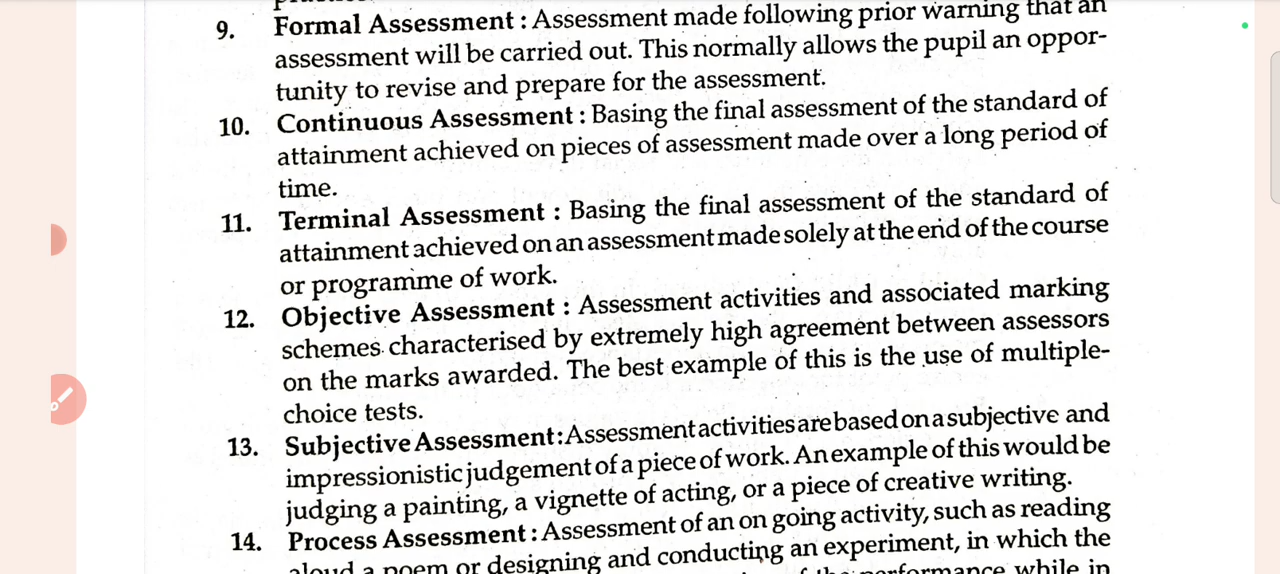 9. Formal Assessment : Assessment made following prior warning that an
assessment will be carried out. This normally allows the pupil an oppor-
tunity to revise and prepare for the assessment.
10. Continuous Assessment : Basing the final assessment of the standard of
attainment achieved on pieces of assessment made over a long period of
time.
11. Terminal Assessment : Basing the final assessment of the standard of
attainment achieved on an assessment made solely at the end of the course
or programme of work.
12. Objective Assessment : Assessment activities and associated marking
schemes characterised by extremely high agreement between assessors
on the marks awarded. The best example of this is the use of multiple-
choice tests.
13. Subjective Assessment : Assessment activities are based on a subjective and
impressionistic judgement of a piece of work. An example of this would be
judging a painting, a vignette of acting, or a piece of creative writing.
14. Process Assessment : Assessment of an on going activity, such as reading
aloud a poem or designing and conducting an experiment, in which the
performance while in